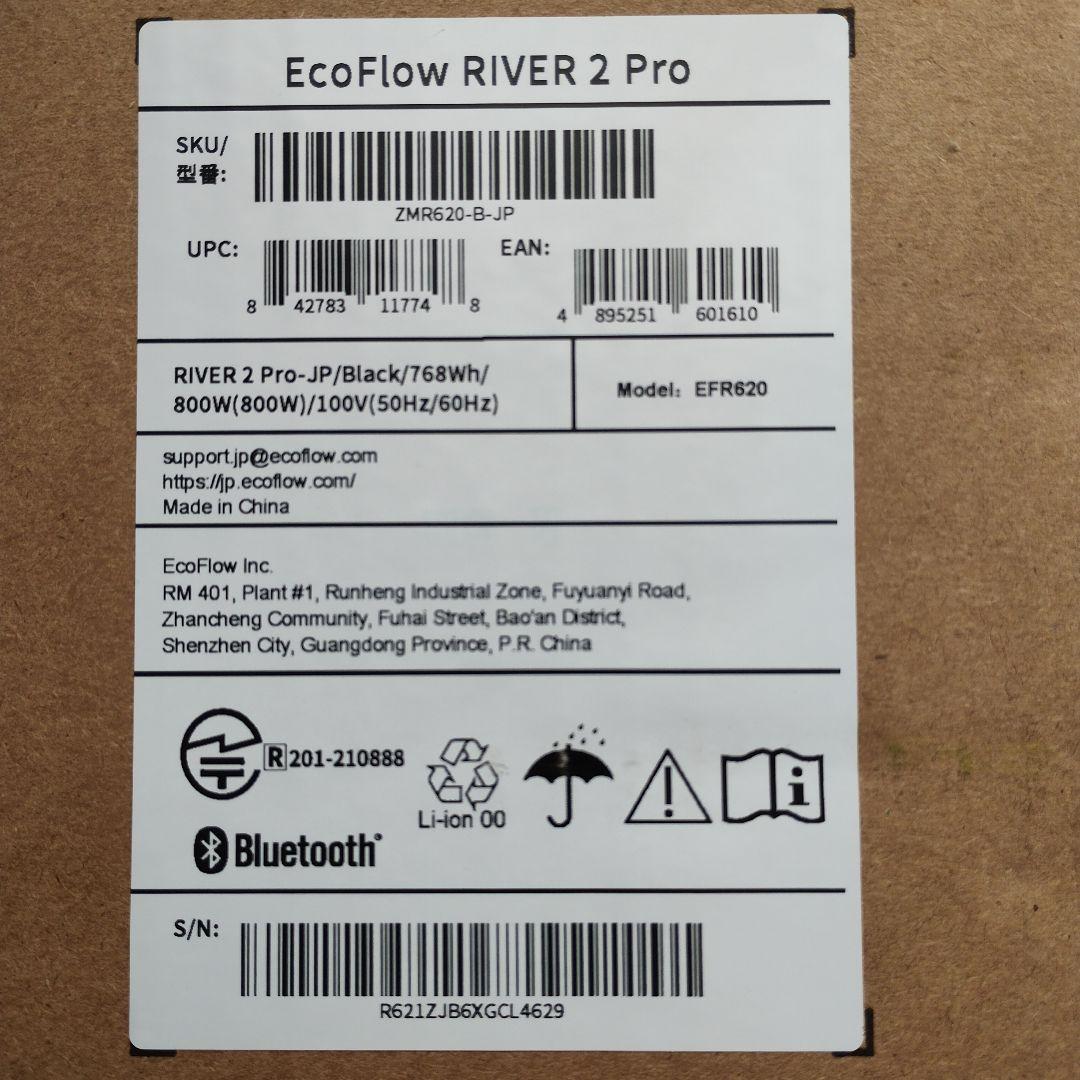 EcoFlow RIVER 2 Pro
SKU/
型番:
ZMR620-B-JP
UPC:
8 42783 11774 8
EAN:
4 895251 601610
RIVER 2 Pro-JP/Black/768Wh/
800W(800W)/100V(50Hz/60Hz)
Model: EFR620
support.jp@ecoflow.com
https://jp.ecoflow.com/
Made in China
EcoFlow Inc.
RM 401, Plant #1, Runheng Industrial Zone, Fuyuanyi Road,
Zhancheng Community, Fuhai Street, Bao'an District,
Shenzhen City, Guangdong Province, P.R. China
R 201-210888
Li-ion 00
Bluetooth®
S/N:
R621ZJB6XGCL4629